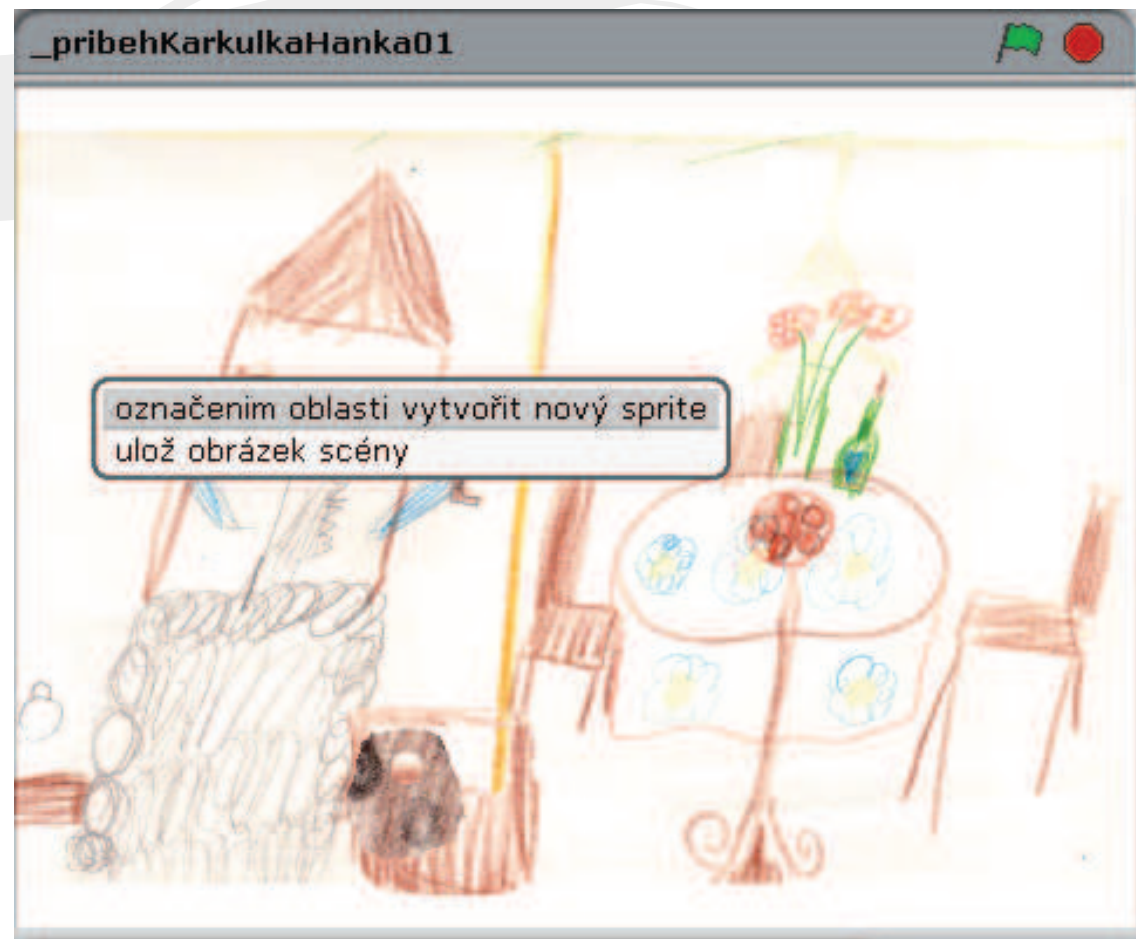 _pribehKarkulkaHanka01
označenim oblasti vytvořit nový sprite
ulož obrázek scény